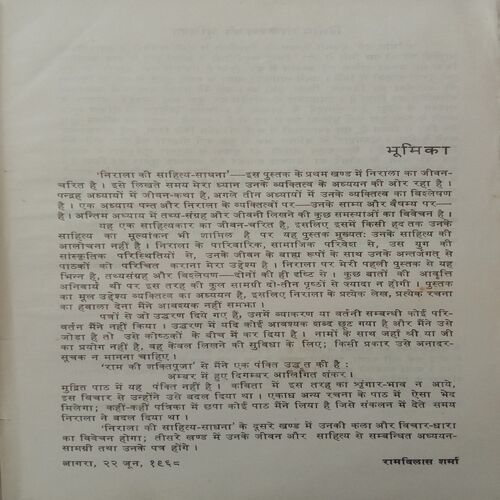 भूमिका
'निराला की साहित्य-साधना'—इस पुस्तक के प्रथम खण्ड में निराला का जीवन-
चरित है । इसे लिखते समय मेरा ध्यान उनके व्यक्तित्व के अध्ययन की ओर रहा है ।
पन्द्रह अध्यायों में जीवन-कथा है, अगले तीन अध्यायों में उनके व्यक्तित्व का विश्लेषण
है । एक अध्याय पन्त और निराला के व्यक्तित्वों पर—उनके साम्य और वैषम्य पर—
है । अन्तिम अध्याय में तथ्य-संग्रह और जीवनी लिखने की कुछ समस्याओं का विवेचन है ।
यह एक साहित्यकार का जीवन-चरित है, इसलिए इसमें किसी हद तक उनके
साहित्य का मूल्यांकन भी शामिल है पर यह पुस्तक मुख्यतः उनके साहित्य की
आलोचना नहीं है । निराला के पारिवारिक, सामाजिक परिवेश से, उस युग की
सांस्कृतिक परिस्थितियों से, उनके जीवन के बाह्य रूपों के साथ उनके अन्तर्जगत् से
पाठकों को परिचित कराना मेरा उद्देश्य है । निराला पर मेरी पहली पुस्तक से यह
भिन्न है, तथ्यसंग्रह और विश्लेषण—दोनों की ही दृष्टि से । कुछ बातों की आवृत्ति
अनिवार्य थी पर इस तरह की कुल सामग्री दो-तीन पृष्ठों से ज्यादा न होगी । पुस्तक
का मूल उद्देश्य व्यक्तित्व का अध्ययन है, इसलिए निराला के प्रत्येक लेख, प्रत्येक रचना
का हवाला देना मैंने आवश्यक नहीं समझा ।
पत्रों से जो उद्धरण दिये गए हैं, उनमें व्याकरण या वर्तनी सम्बन्धी कोई परि-
वर्तन मैंने नहीं किया । उद्धरण में यदि कोई आवश्यक शब्द छूट गया है और मैंने उसे
जोड़ा है तो उसे कोष्ठकों के बीच में कर दिया है । नामों के साथ जहाँ श्री या जी
का प्रयोग नहीं है, वह केवल लिखने की सुविधा के लिए; किसी प्रकार उसे अनादर-
सूचक न मानना चाहिए ।
'राम की शक्तिपूजा' से मैंने एक पंक्ति उद्धृत की है :
अम्बर में हुए दिगम्बर आलिंगित शंकर ।
मुद्रित पाठ में यह पंक्ति नहीं है । कविता में इस तरह का शृंगार-भाव न आये,
इस विचार से उन्होंने उसे बदल दिया था । एकाध अन्य रचना के पाठ में ऐसा भेद
मिलेगा; कहीं-कहीं पत्रिका में छपा कोई पाठ मैंने लिया है जिसे संकलन में देते समय
निराला ने बदल दिया था ।
'निराला की साहित्य-साधना' के दूसरे खण्ड में उनकी कला और विचार-धारा
का विवेचन होगा; तीसरे खण्ड में उनके जीवन और साहित्य से सम्बन्धित अध्ययन-
सामग्री तथा उनके पत्र होंगे ।
आगरा, २२ जून, १९६८ रामविलास शर्मा